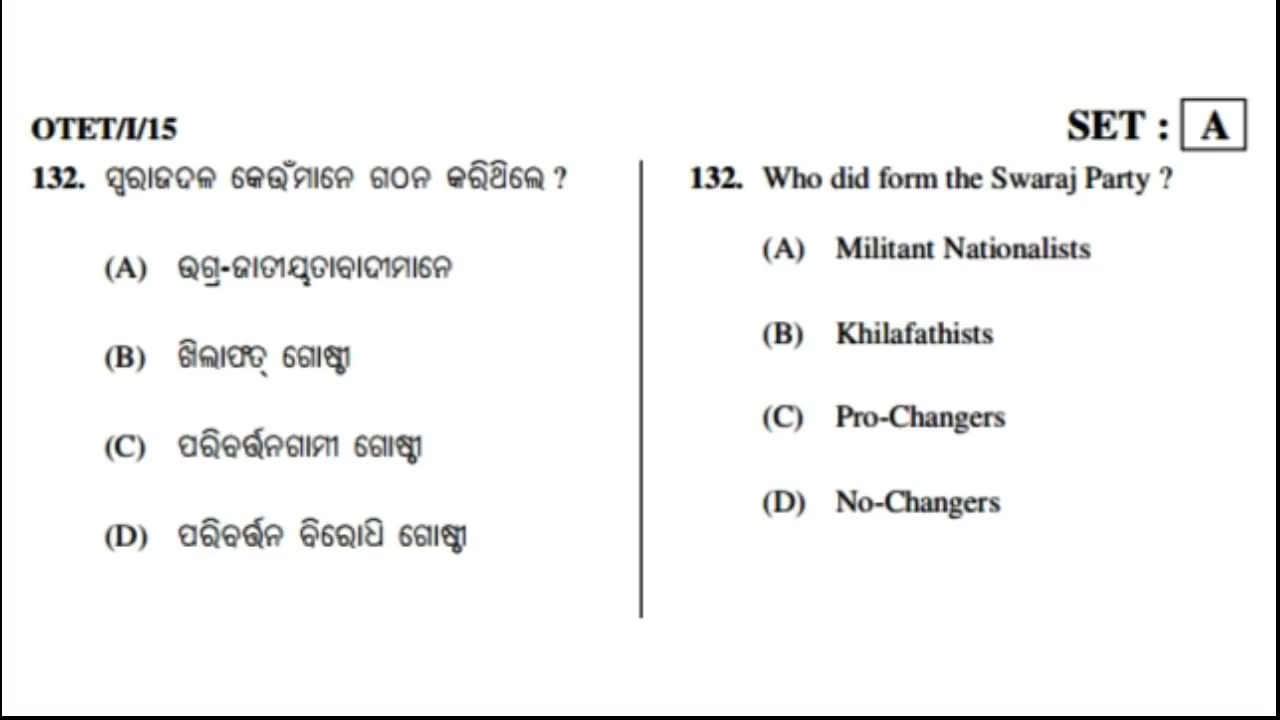 OTET/I/15
SET : A
132. ସ୍ୱରାଜଦଳ କେଉଁମାନେ ଗଠନ କରିଥିଲେ ?
(A) ଉଗ୍ର-ଜାତୀୟତାବାଦୀମାନେ
(B) ଖିଲାଫତ୍ ଗୋଷ୍ଠୀ
(C) ପରିବର୍ତ୍ତନଗାମୀ ଗୋଷ୍ଠୀ
(D) ପରିବର୍ତ୍ତନ ବିରୋଧି ଗୋଷ୍ଠୀ
132. Who did form the Swaraj Party ?
(A) Militant Nationalists
(B) Khilafathists
(C) Pro-Changers
(D) No-Changers